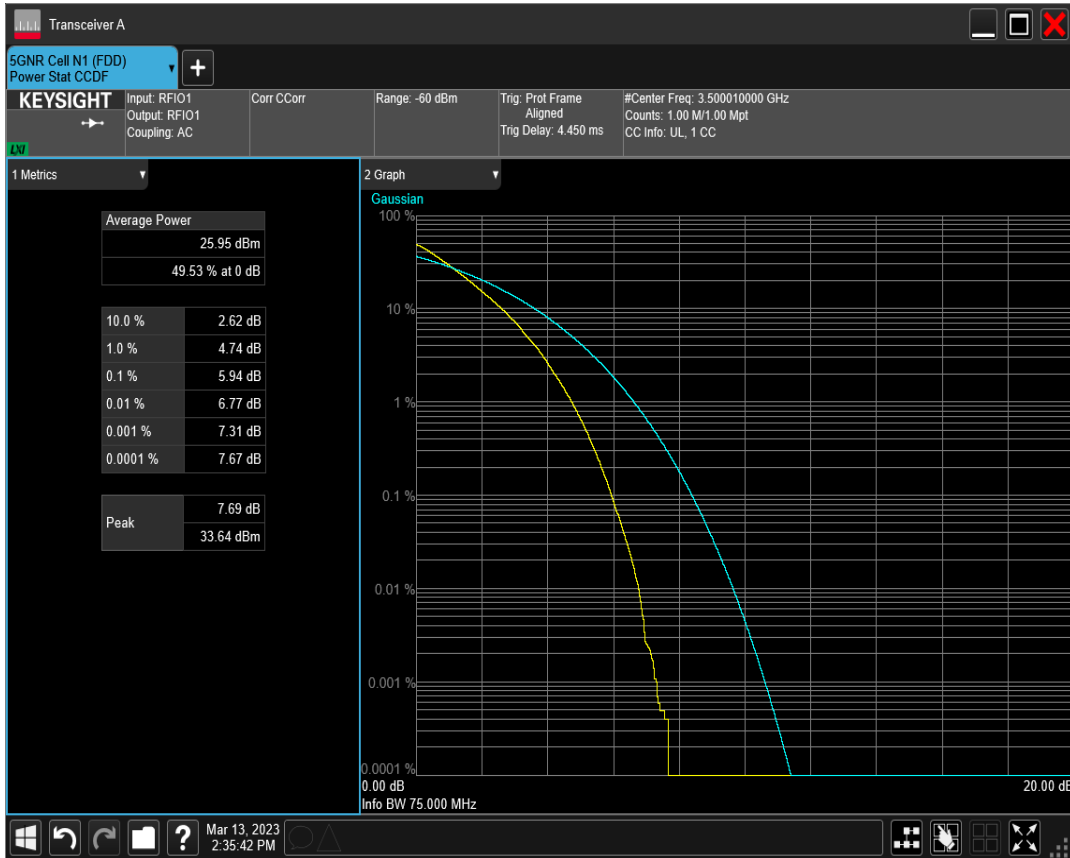 Transceiver A
5GNR Cell N1 (FDD)
Power Stat CCDF
+
KEYSIGHT
LXI
Input: RFIO1
Output: RFIO1
Coupling: AC
Corr CCorr
Range: -60 dBm
Trig: Prot Frame
Aligned
Trig Delay: 4.450 ms
#Center Freq: 3.500010000 GHz
Counts: 1.00 M/1.00 Mpt
CC Info: UL, 1 CC
1 Metrics
Average Power
25.95 dBm
49.53 % at 0 dB
10.0 % 2.62 dB
1.0 % 4.74 dB
0.1 % 5.94 dB
0.01 % 6.77 dB
0.001 % 7.31 dB
0.0001 % 7.67 dB
Peak 7.69 dB
33.64 dBm
2 Graph
Gaussian
100 %
10 %
1 %
0.1 %
0.01 %
0.001 %
0.0001 %
0.00 dB 20.00 dB
Info BW 75.000 MHz
? Mar 13, 2023
2:35:42 PM